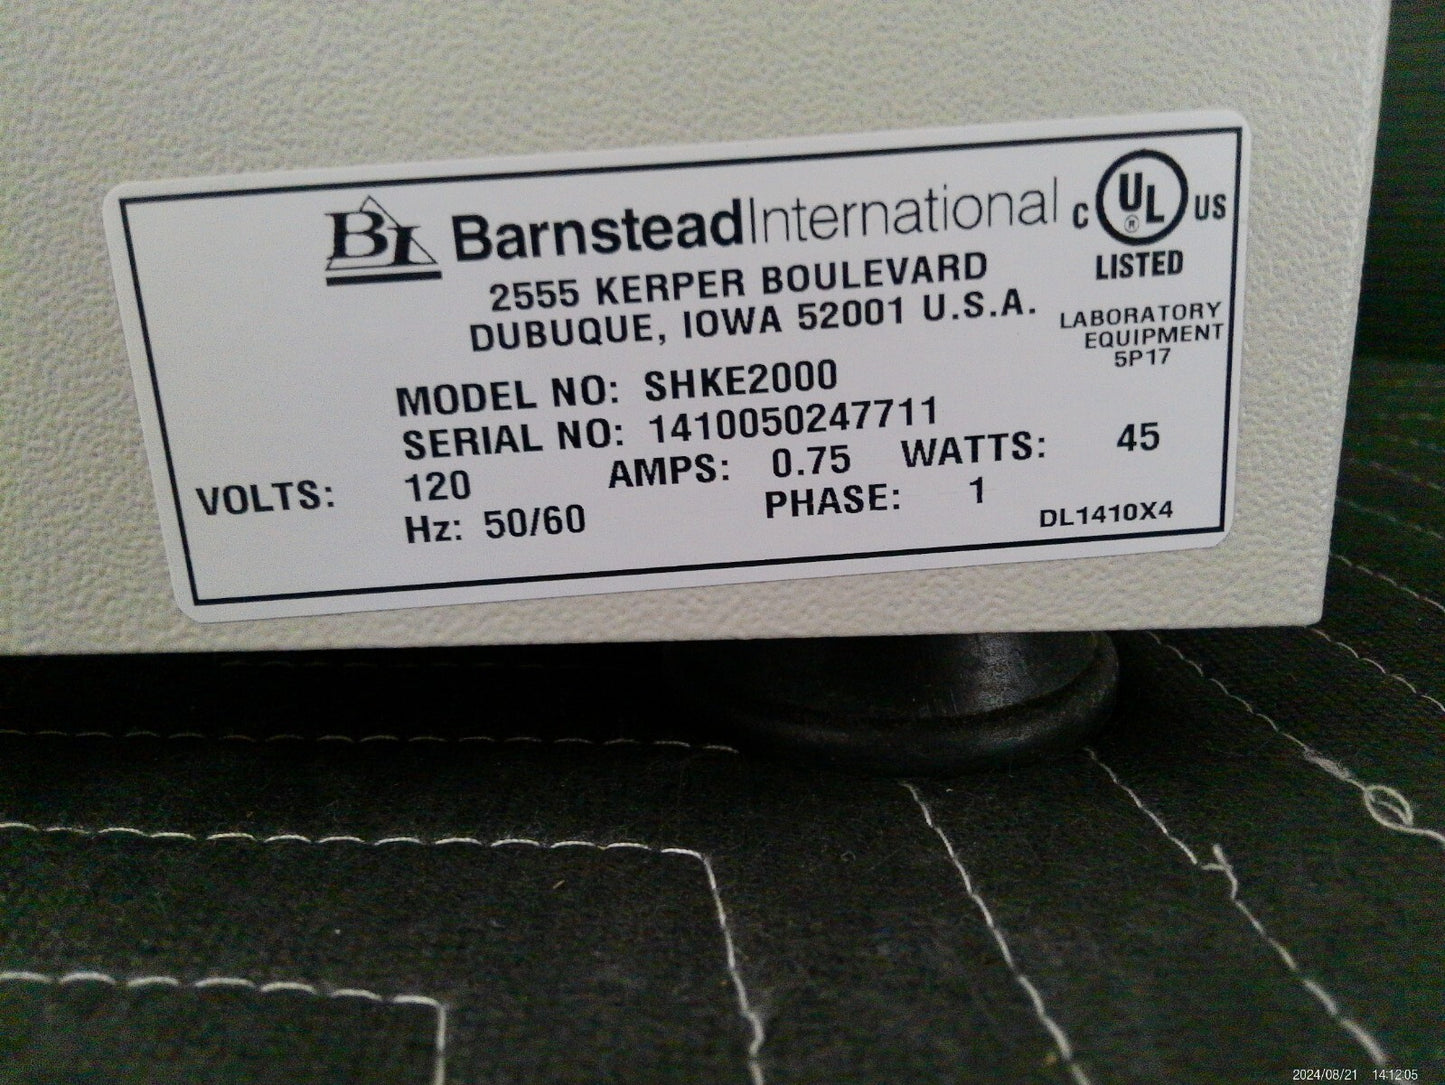 BI BarnsteadInternational
2555 KERPER BOULEVARD
DUBUQUE, IOWA 52001 U.S.A.
C UL ® US
LISTED
LABORATORY
EQUIPMENT
5P17
MODEL NO: SHKE2000
SERIAL NO: 1410050247711
VOLTS: 120 AMPS: 0.75 WATTS: 45
Hz: 50/60 PHASE: 1
DL1410X4
2024/08/21 14:12:05